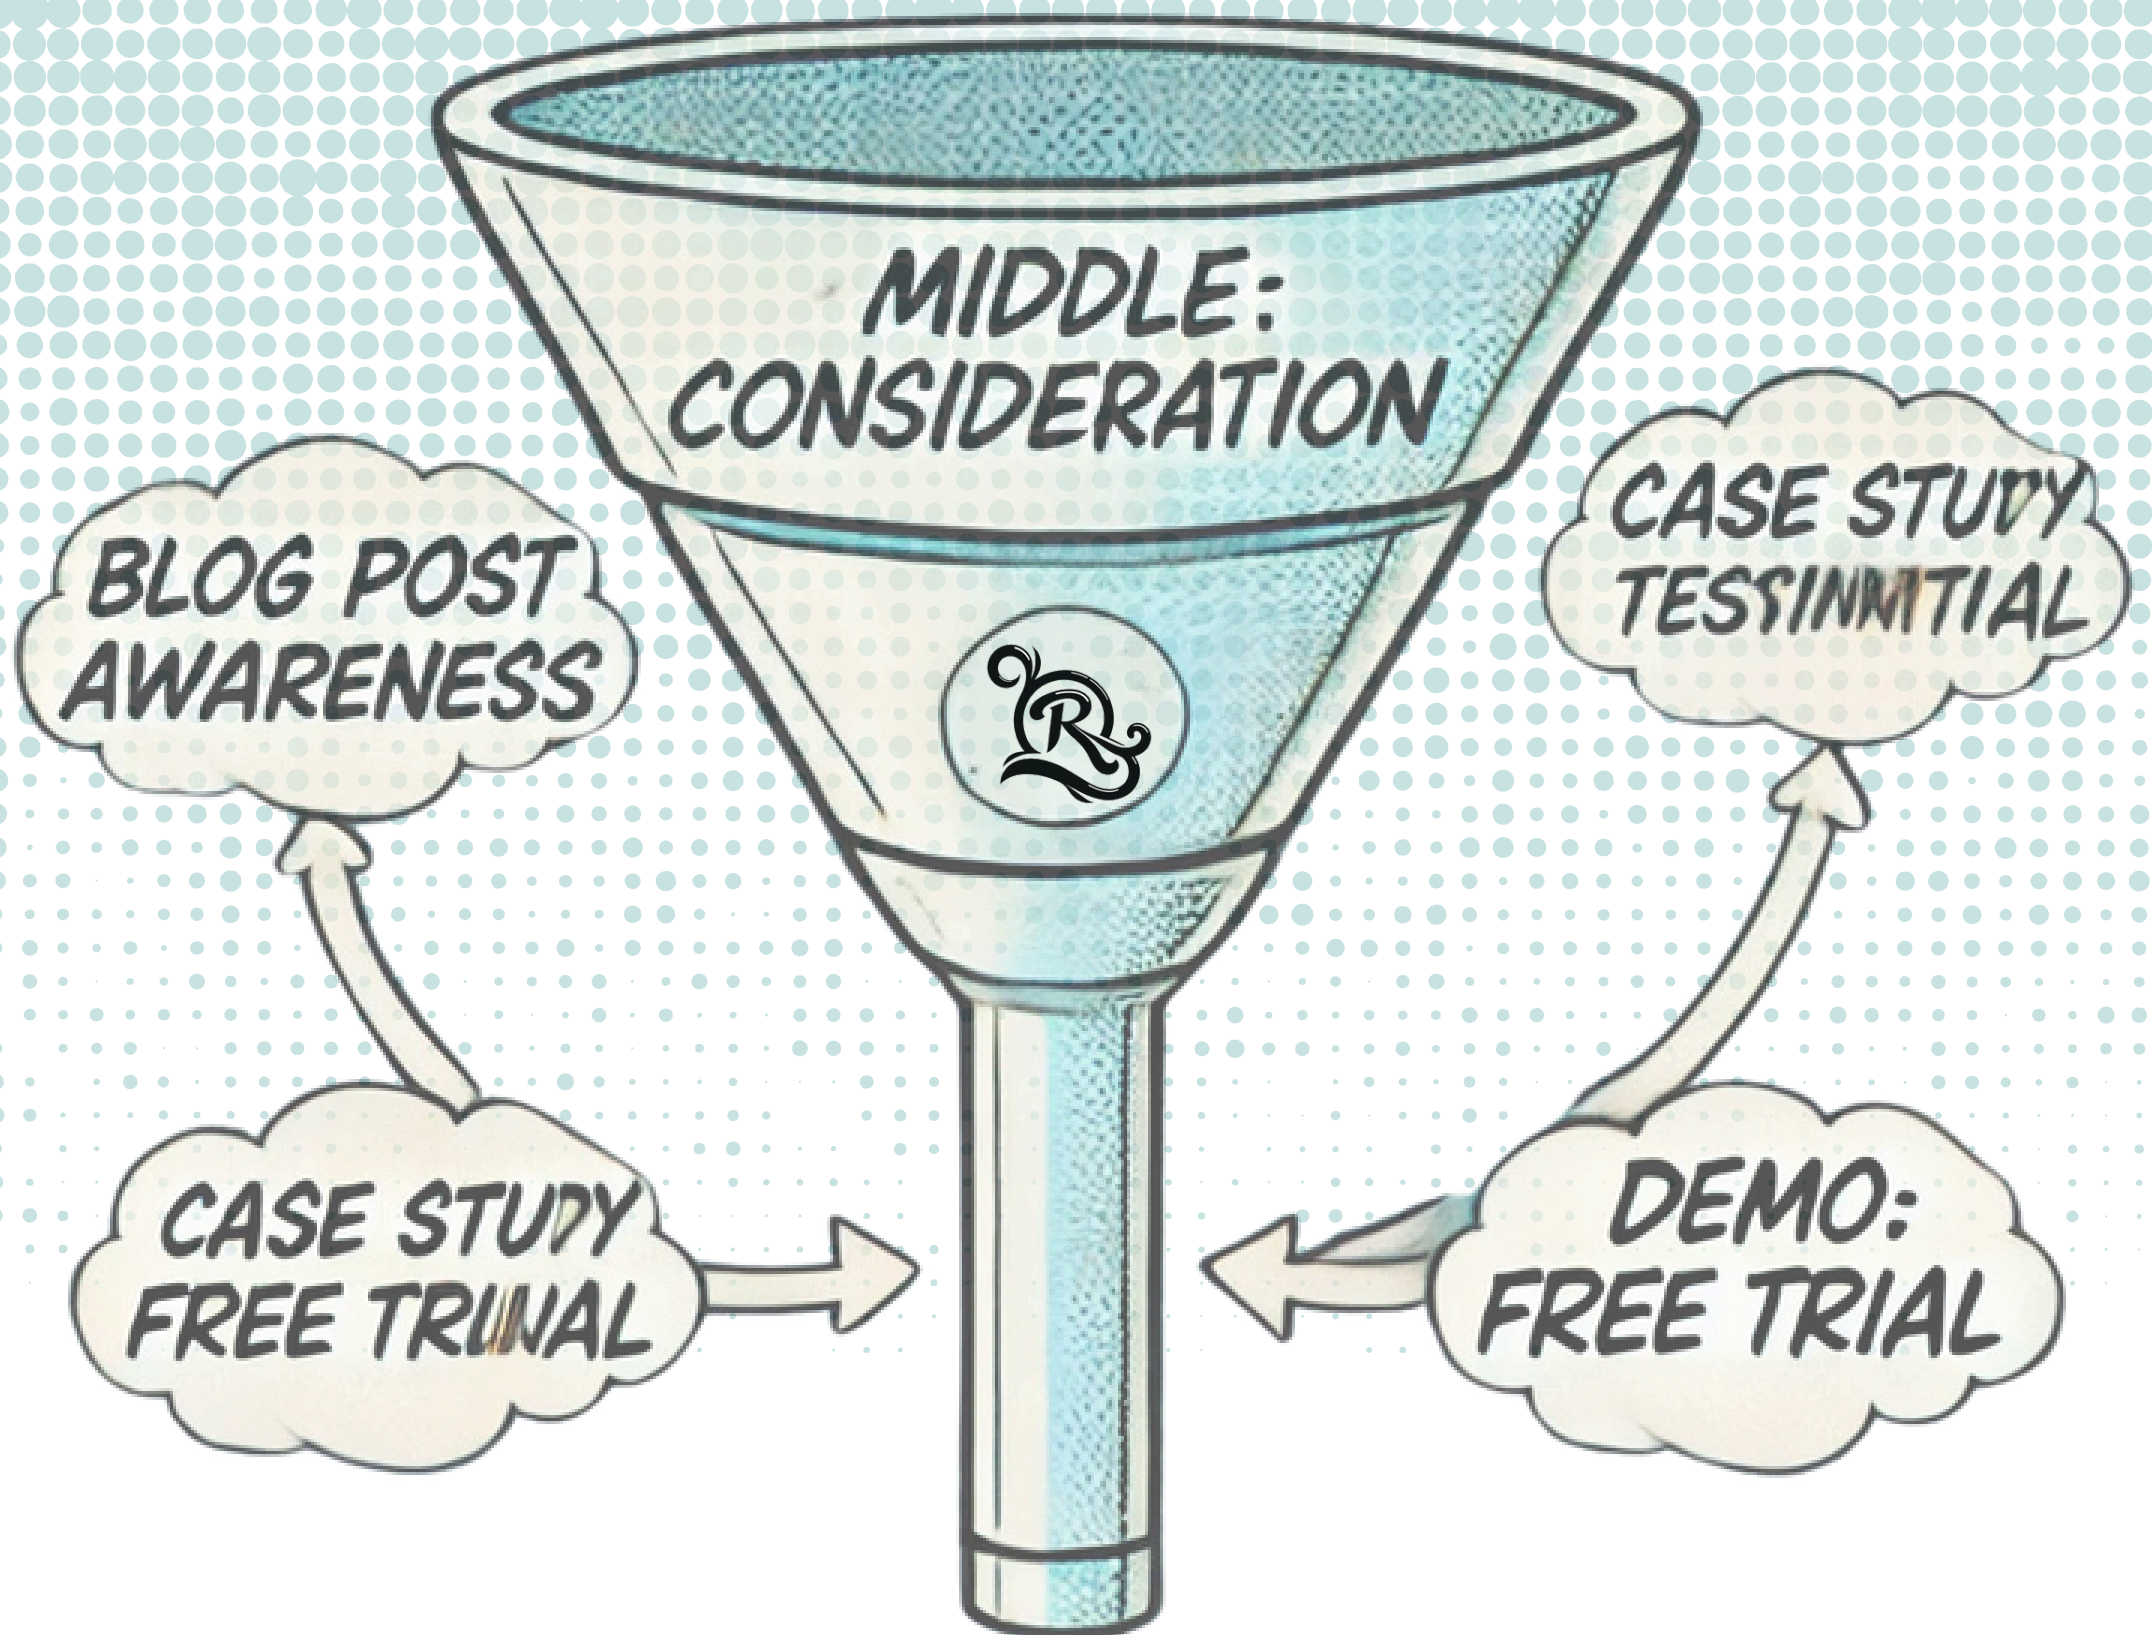 MIDDLE:
CONSIDERATION
BLOG POST
AWARENESS
CASE STUDY
R
CASE STUDY
FREE
DEMO:
FREE TRIAL